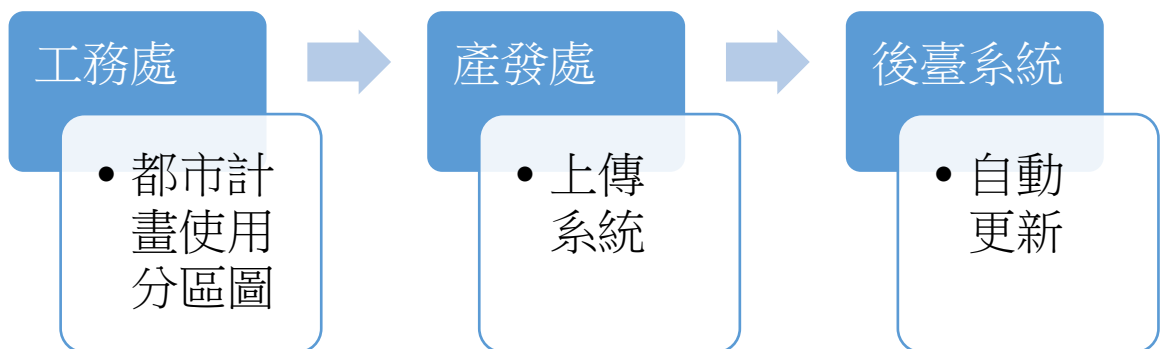 工務處
• 都市計
畫使用
分區圖
產發處
• 上傳
系統
後臺系統
• 自動
更新